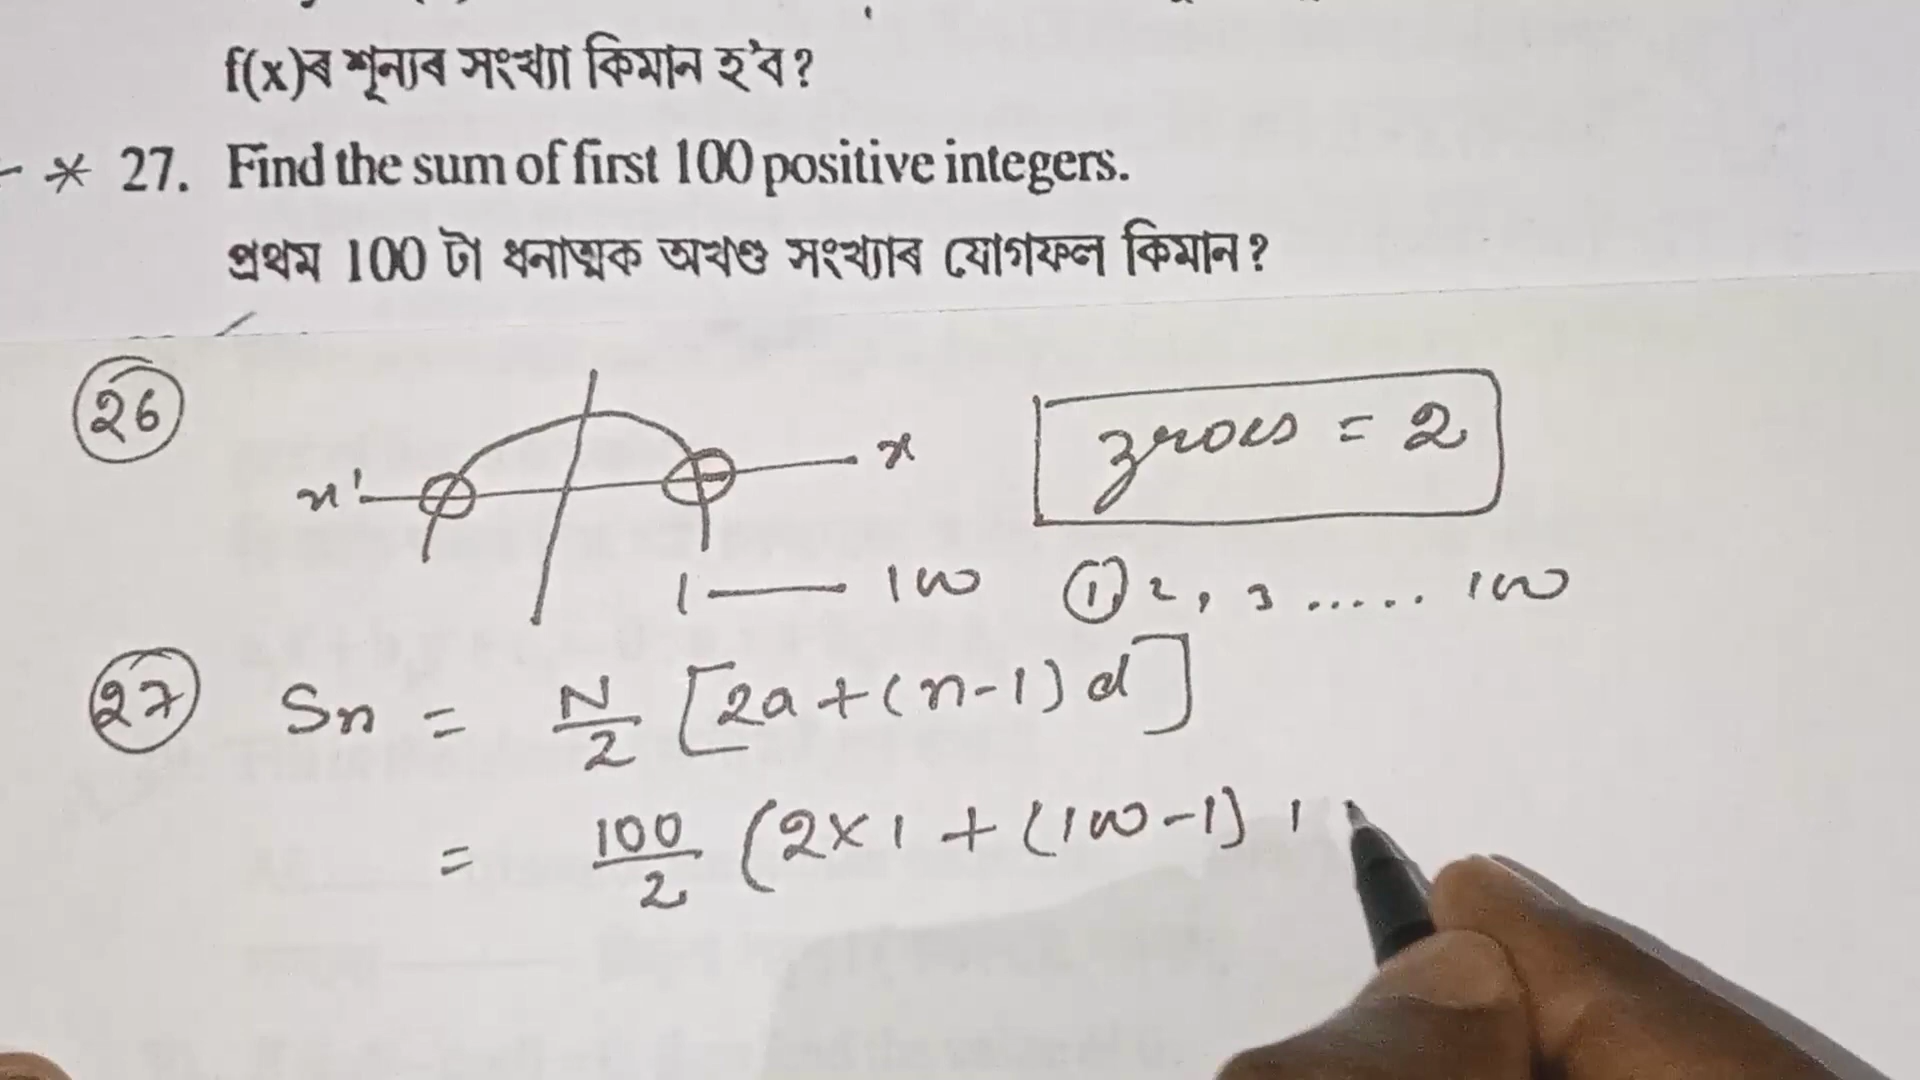 f(x)ৰ শূন্যৰ সংখ্যা কিমান হ'ব?
* 27. Find the sum of first 100 positive integers.
প্ৰথম 100 টা ধনাত্মক অখণ্ড সংখ্যাৰ যোগফল কিমান?
26
x' x
zroes = 2
1 — 100 1, 2, 3 ..... 100
27 Sn = N/2 [2a+(n-1)d]
= 100/2 (2×1 + (100-1) 1